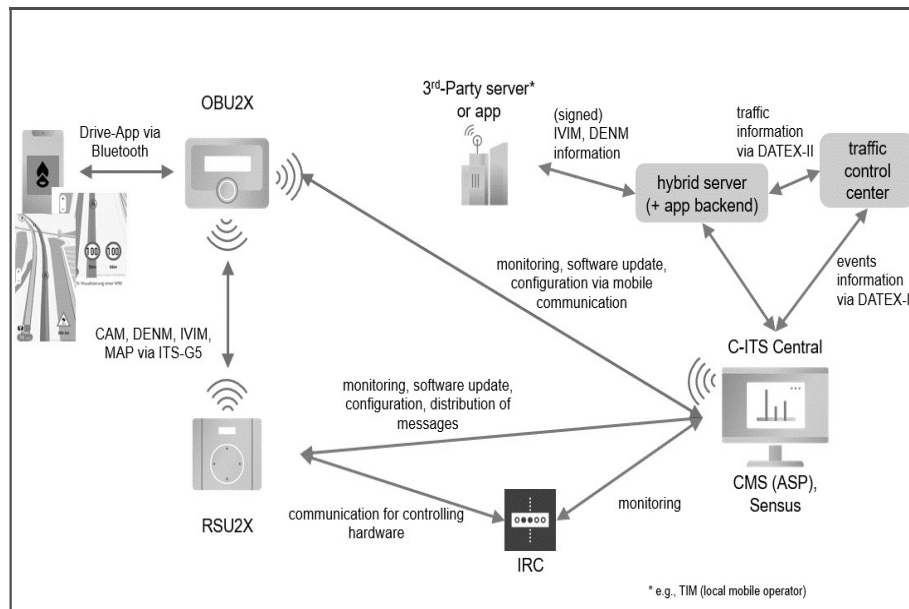 OBU2X
3rd-Party server*
or app
Drive-App via
Bluetooth
(signed)
IVIM, DENM
information
traffic
information
via DATEX-II
traffic
control
center
hybrid server
(+ app backend)
100
100
monitoring, software update,
configuration via mobile
communication
events
information
via DATEX-I
CAM, DENM, IVIM,
MAP via ITS-G5
C-ITS Central
monitoring, software update,
configuration, distribution of
messages
CMS (ASP),
Sensus
RSU2X
communication for controlling
hardware
monitoring
IRC
* e.g., TIM (local mobile operator)